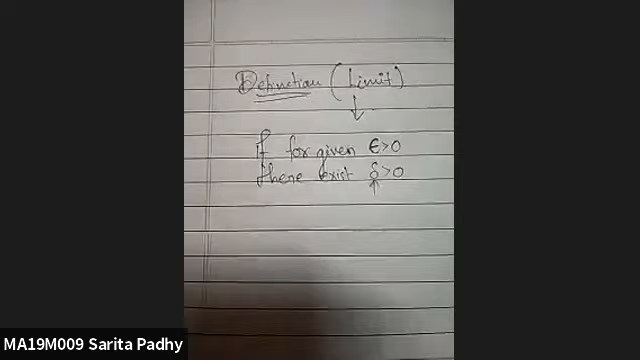 Definition (Limit)
↓
If for given ϵ>0
there exist δ>0
↑
MA19M009 Sarita Padhy